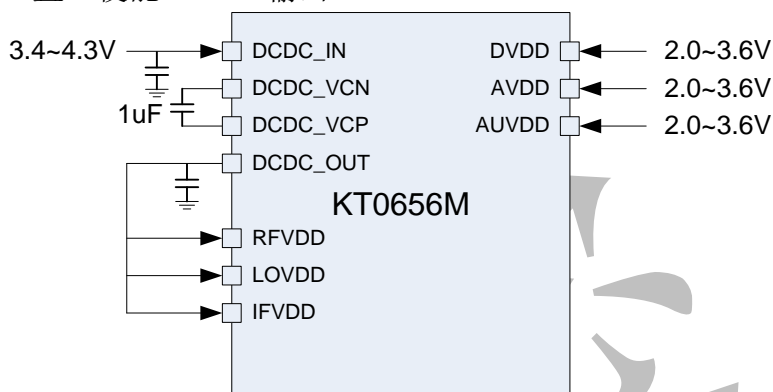 3.4~4.3V
DCDC_IN
DVDD
2.0~3.6V
DCDC_VCN
AVDD
2.0~3.6V
1uF
DCDC_VCP
AUVDD
2.0~3.6V
DCDC_OUT
KT0656M
RFVDD
LOVDD
IFVDD